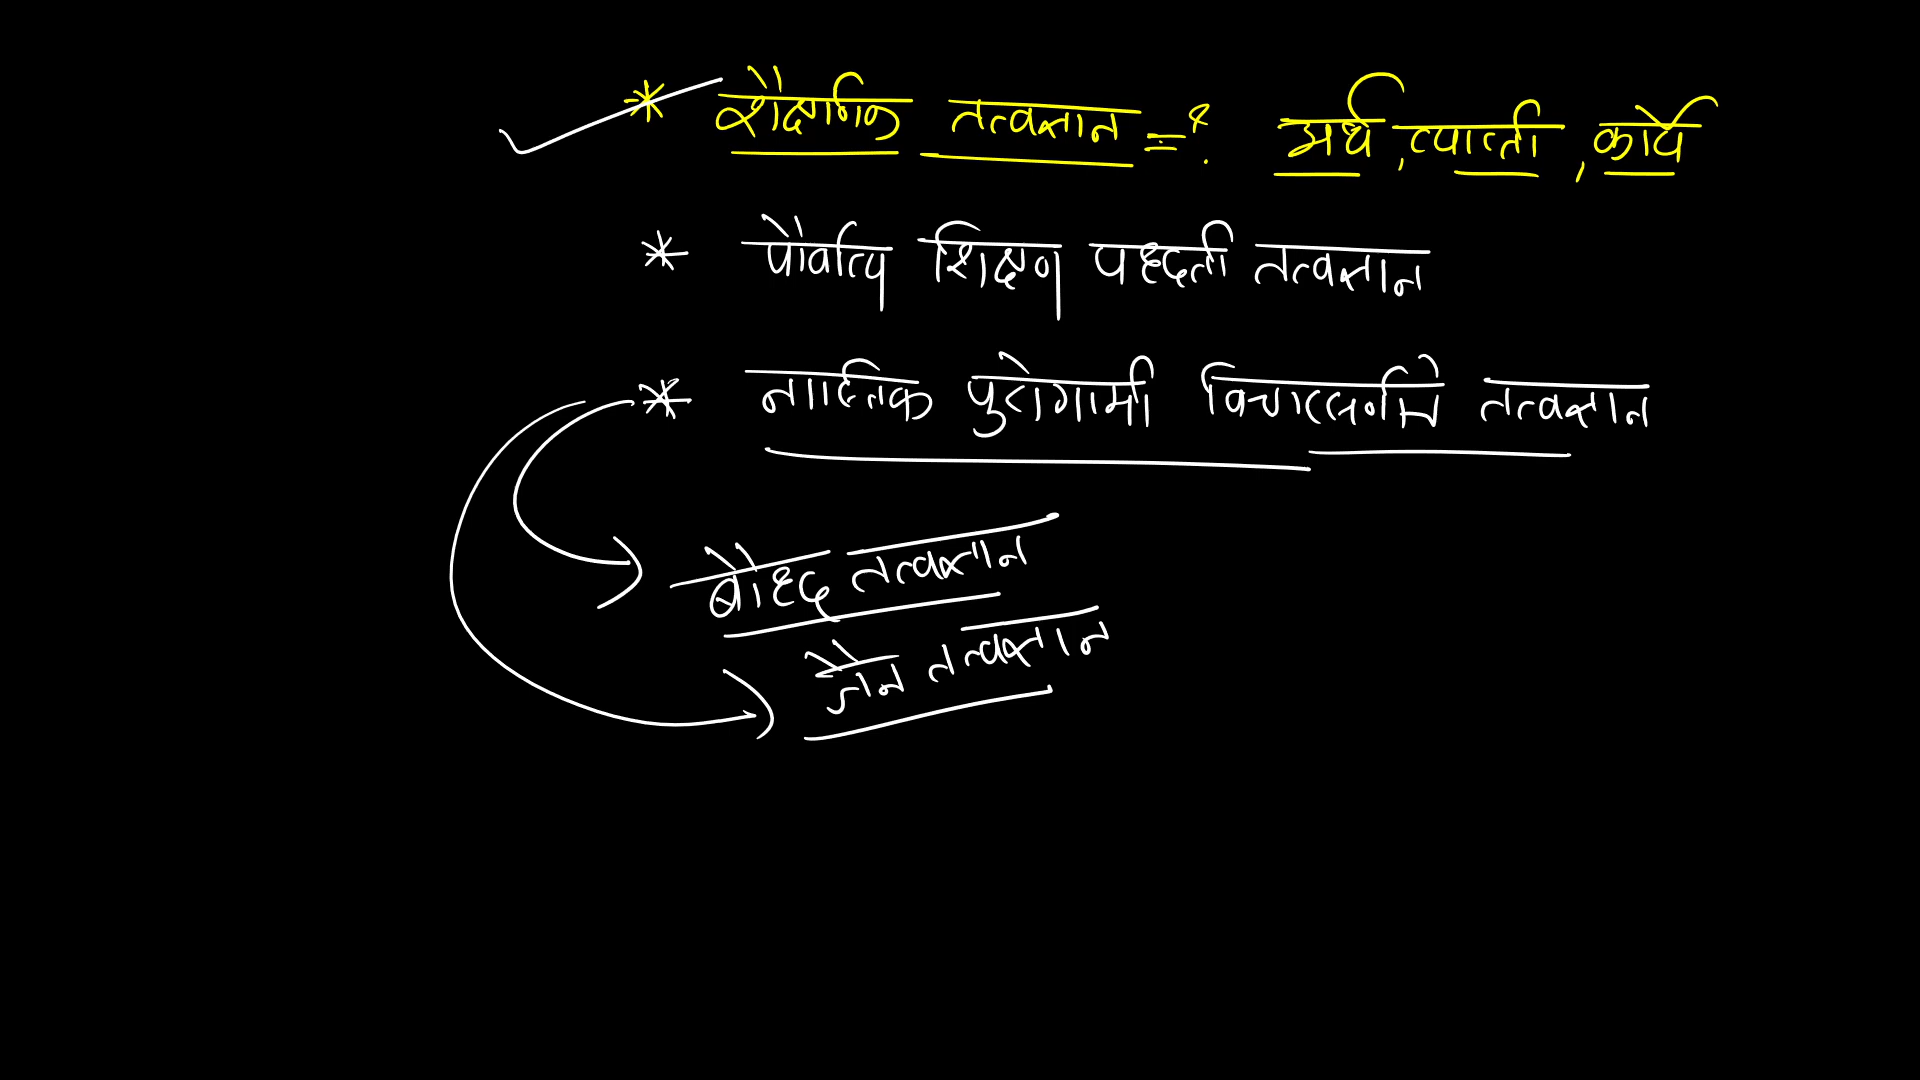 * शैक्षणिक तत्वज्ञान =? अर्थ, व्याप्ती, कार्य
* पौर्वात्य शिक्षण पद्धती तत्वज्ञान
* नास्तिक पुरोगामी विचारसरणीचे तत्वज्ञान
बौद्ध तत्वज्ञान
जैन तत्वज्ञान